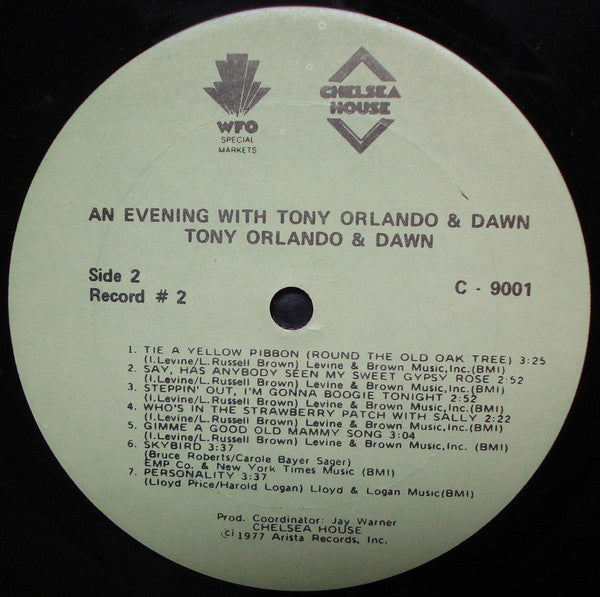 WFO
SPECIAL
MARKETS
CHELSEA
HOUSE
AN EVENING WITH TONY ORLANDO & DAWN
TONY ORLANDO & DAWN
Side 2
Record # 2
C - 9001
1. TIE A YELLOW PIBBON (ROUND THE OLD OAK TREE) 3:25
(I.Levine/L.Russell Brown) Levine & Brown Music,Inc.(BMI)
2. SAY, HAS ANYBODY SEEN MY SWEET GYPSY ROSE 2:52
(I.Levine/L.Russell Brown) Levine & Brown Music,Inc.(BMI)
3. STEPPIN' OUT, I'M GONNA BOOGIE TONIGHT 2:52
(I.Levine/L.Russell Brown) Levine & Brown Music,Inc.(BMI)
4. WHO'S IN THE STRAWBERRY PATCH WITH SALLY 2:22
(I.Levine/L.Russell Brown) Levine & Brown Music,Inc.(BMI)
5. GIMME A GOOD OLD MAMMY SONG 3:04
(I.Levine/L.Russell Brown) Levine & Brown Music,Inc. (BMI)
6. SKYBIRD 3:37
(Bruce Roberts/Carole Bayer Sager)
EMP Co. & New York Times Music (BMI)
7. PERSONALITY 3:37
(Lloyd Price/Harold Logan) Lloyd & Logan Music(BMI)
Prod. Coordinator: Jay Warner
CHELSEA HOUSE
(c) 1977 Arista Records, Inc.